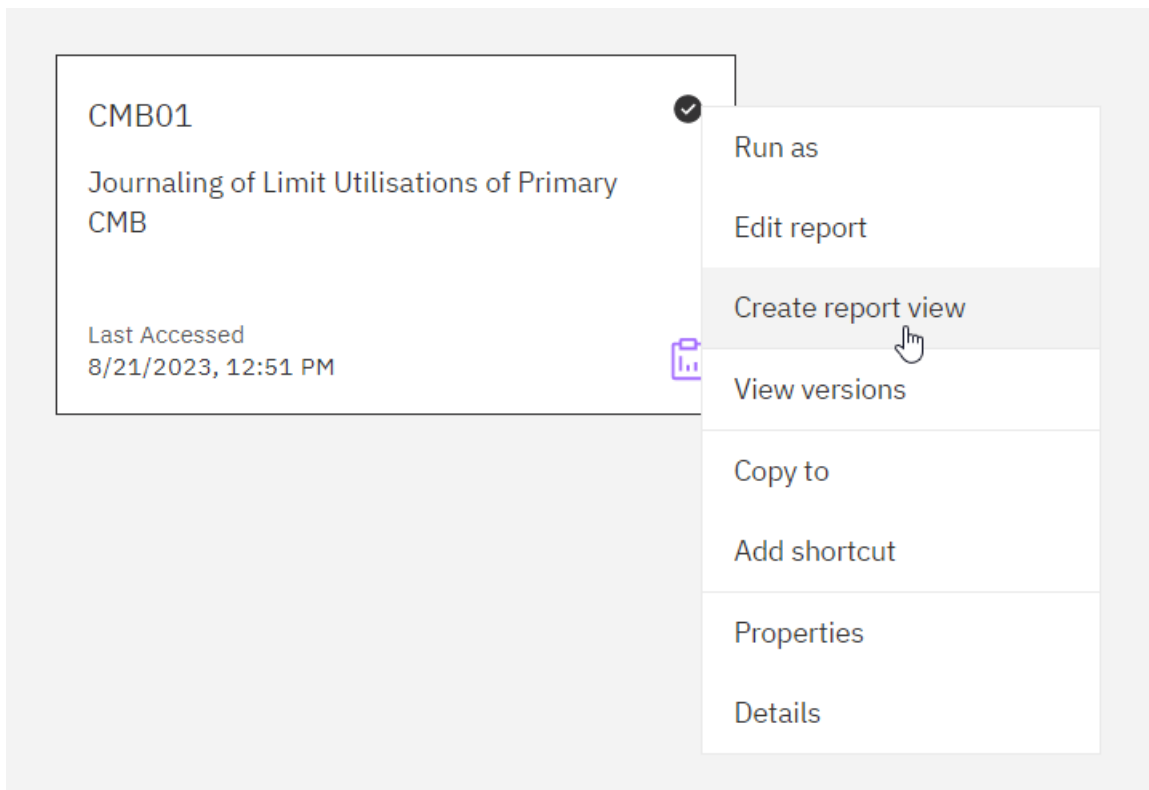 CMB01
Journaling of Limit Utilisations of Primary
CMB
Last Accessed
8/21/2023, 12:51 PM
Run as
Edit report
Create report view
View versions
Copy to
Add shortcut
Properties
Details